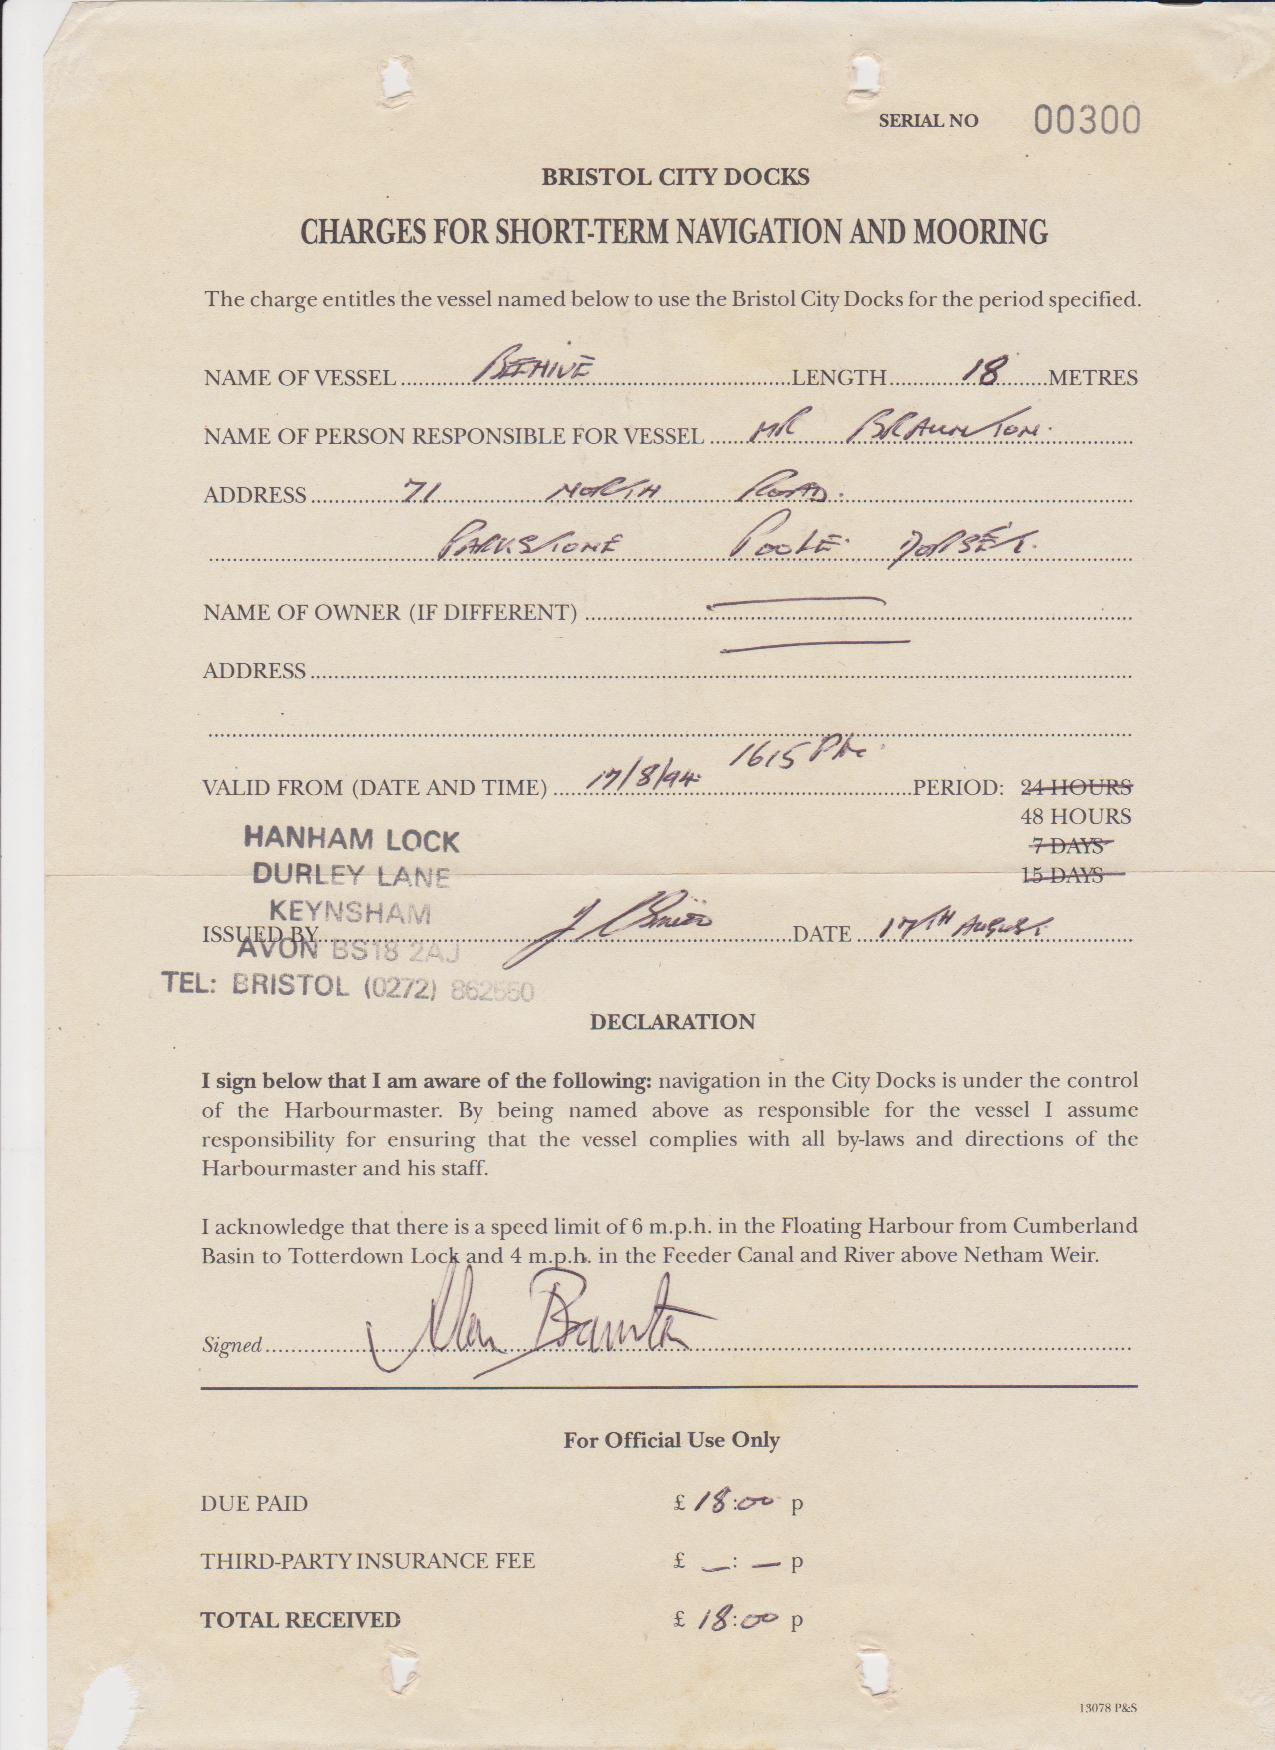 SERIAL NO 00300
BRISTOL CITY DOCKS
CHARGES FOR SHORT-TERM NAVIGATION AND MOORING
The charge entitles the vessel named below to use the Bristol City Docks for the period specified.
NAME OF VESSEL BEEHIVE LENGTH 18 METRES
NAME OF PERSON RESPONSIBLE FOR VESSEL MR BRAUNTON.
ADDRESS 71 NORTH ROAD.
PARKSTONE POOLE DORSET.
NAME OF OWNER (IF DIFFERENT)
ADDRESS
VALID FROM (DATE AND TIME) 17/8/94 1615 PM PERIOD: 24 HOURS
48 HOURS
7 DAYS
15 DAYS
HANHAM LOCK
DURLEY LANE
KEYNSHAM
AVON BS18 2AJ
TEL: BRISTOL (0272) 862550
ISSUED BY DATE 17TH AUGUST
DECLARATION
I sign below that I am aware of the following: navigation in the City Docks is under the control
of the Harbourmaster. By being named above as responsible for the vessel I assume
responsibility for ensuring that the vessel complies with all by-laws and directions of the
Harbourmaster and his staff.
I acknowledge that there is a speed limit of 6 m.p.h. in the Floating Harbour from Cumberland
Basin to Totterdown Lock and 4 m.p.h. in the Feeder Canal and River above Netham Weir.
Signed Alan Braunton
For Official Use Only
DUE PAID £ 18:00 p
THIRD-PARTY INSURANCE FEE £ —:— p
TOTAL RECEIVED £ 18:00 p
13078 P&S